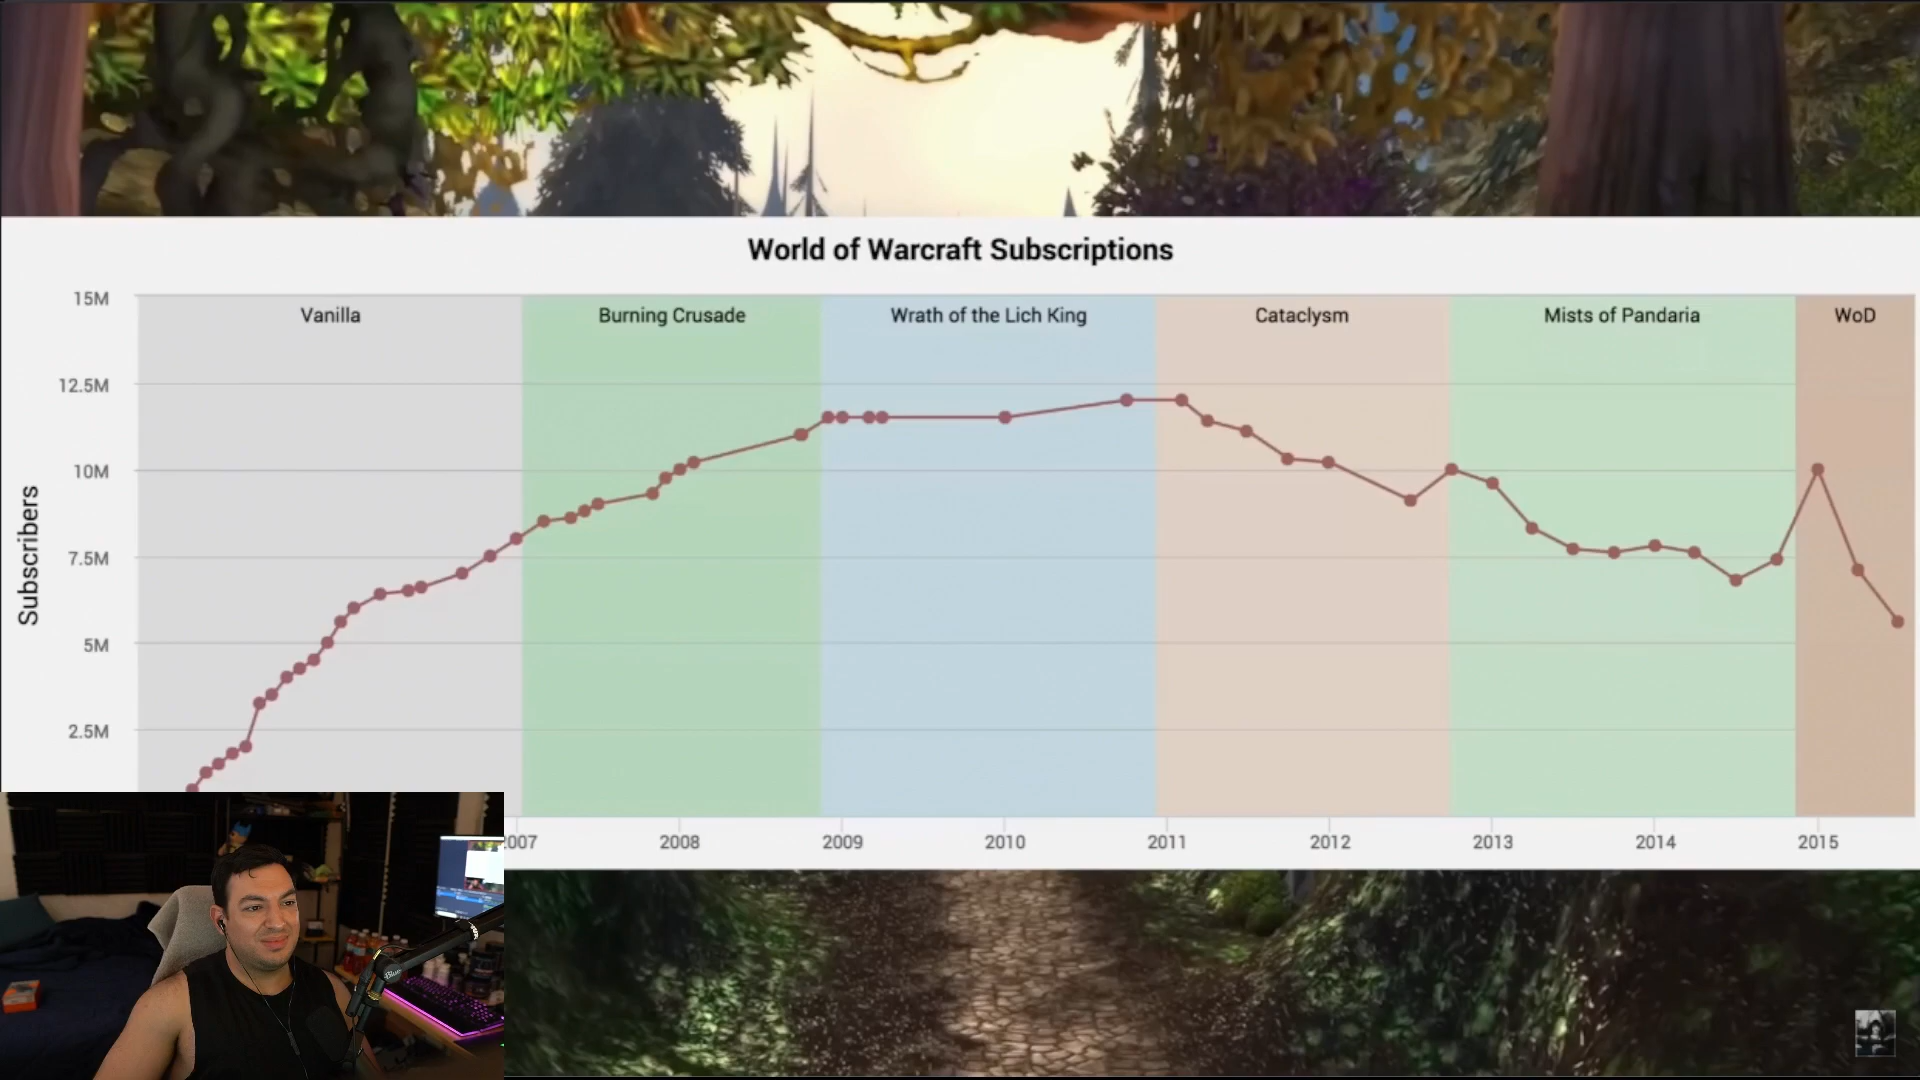 World of Warcraft Subscriptions
15M
Vanilla
Burning Crusade
Wrath of the Lich King
Cataclysm
Mists of Pandaria
WoD
12.5M
10M
7.5M
5M
2.5M
Subscribers
2007
2008
2009
2010
2011
2012
2013
2014
2015
Blue